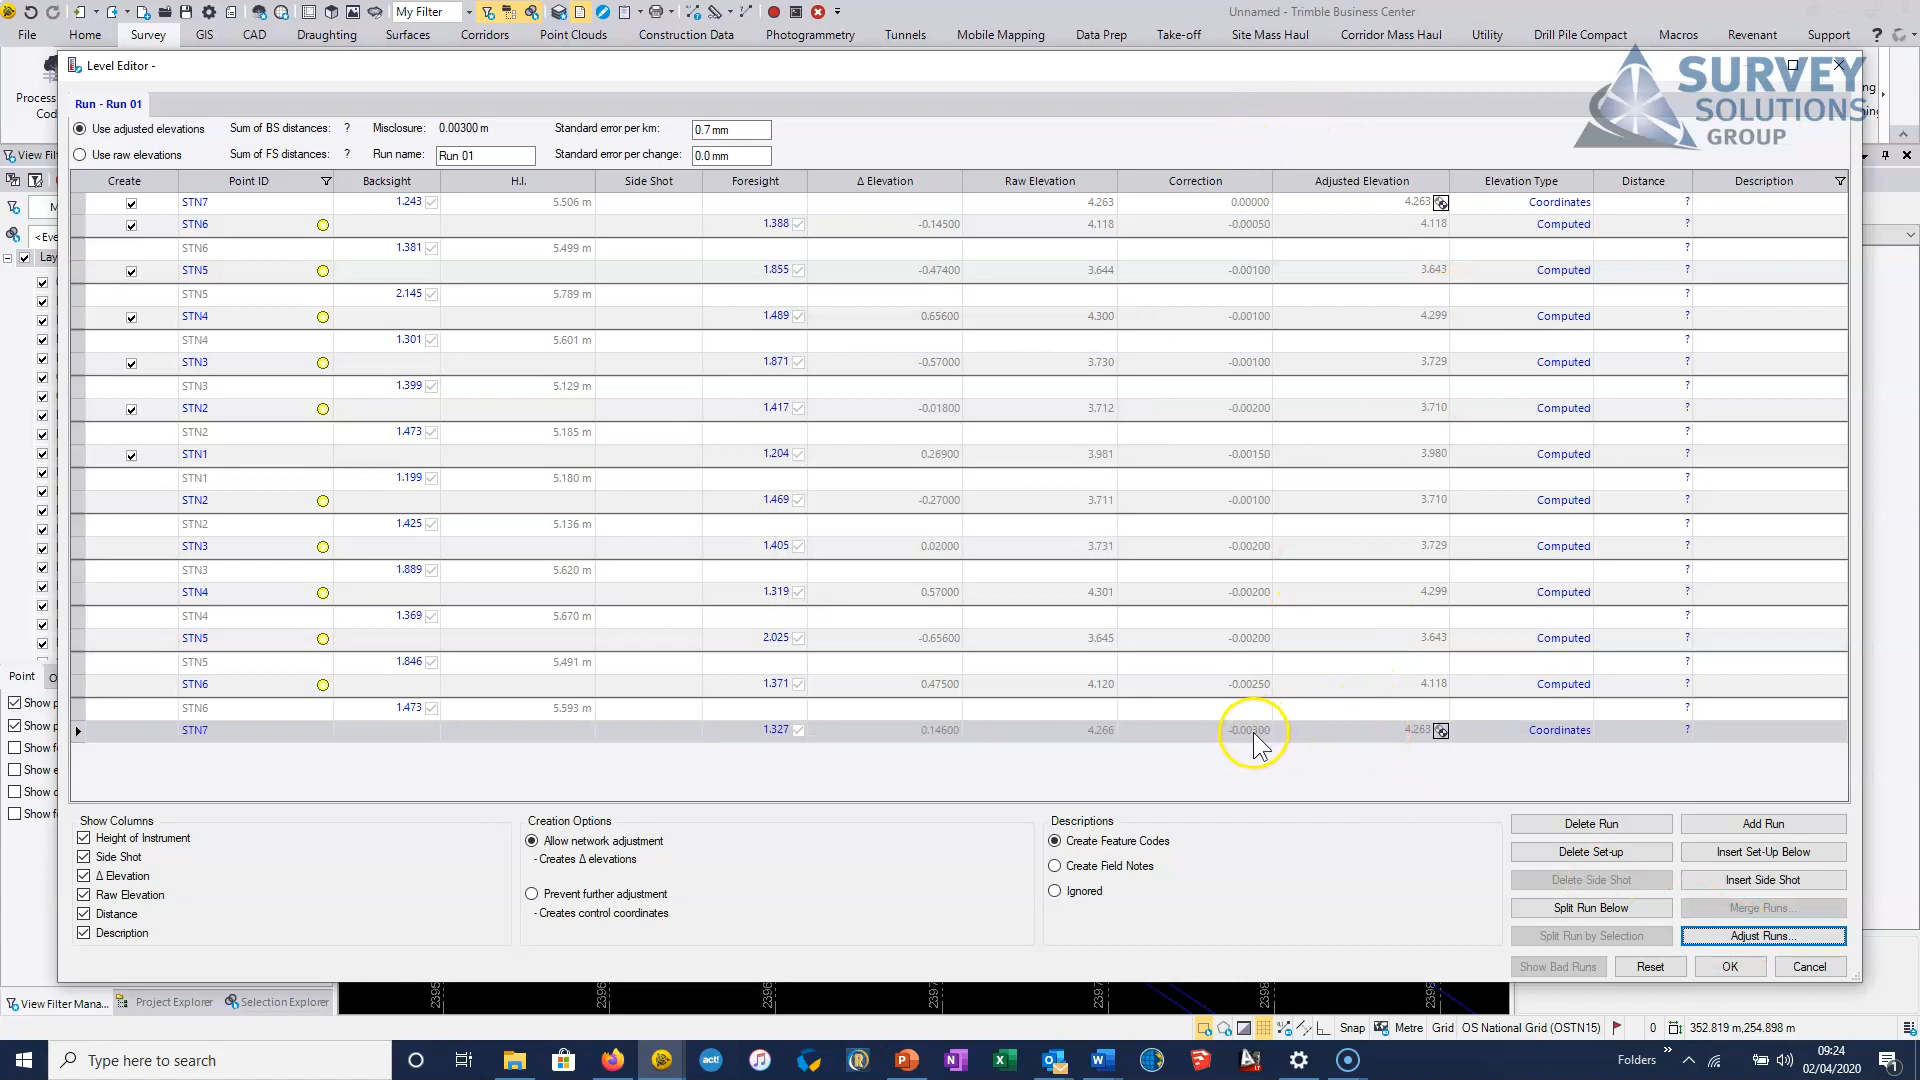 My Filter
Unnamed - Trimble Business Center
File Home Survey GIS CAD Draughting Surfaces Corridors Point Clouds Construction Data Photogrammetry Tunnels Mobile Mapping Data Prep Take-off Site Mass Haul Corridor Mass Haul Utility Drill Pile Compact Macros Revenant Support
Level Editor -
SURVEY
SOLUTIONS
GROUP
Run - Run 01
Use adjusted elevations Sum of BS distances: ? Misclosure: 0.00300 m Standard error per km: 0.7 mm
Use raw elevations Sum of FS distances: ? Run name: Run 01 Standard error per change: 0.0 mm
Create Point ID Backsight H.I. Side Shot Foresight Δ Elevation Raw Elevation Correction Adjusted Elevation Elevation Type Distance Description
STN7 1.243 5.506 m 4.263 0.00000 4.263 Coordinates ?
STN6 1.388 -0.14500 4.118 -0.00050 4.118 Computed ?
STN6 1.381 5.499 m ?
STN5 1.855 -0.47400 3.644 -0.00100 3.643 Computed ?
STN5 2.145 5.789 m ?
STN4 1.489 0.65600 4.300 -0.00100 4.299 Computed ?
STN4 1.301 5.601 m ?
STN3 1.871 -0.57000 3.730 -0.00100 3.729 Computed ?
STN3 1.399 5.129 m ?
STN2 1.417 -0.01800 3.712 -0.00200 3.710 Computed ?
STN2 1.473 5.185 m ?
STN1 1.204 0.26900 3.981 -0.00150 3.980 Computed ?
STN1 1.199 5.180 m ?
STN2 1.469 -0.27000 3.711 -0.00100 3.710 Computed ?
STN2 1.425 5.136 m ?
STN3 1.405 0.02000 3.731 -0.00200 3.729 Computed ?
STN3 1.889 5.620 m ?
STN4 1.319 0.57000 4.301 -0.00200 4.299 Computed ?
STN4 1.369 5.670 m ?
STN5 2.025 -0.65600 3.645 -0.00200 3.643 Computed ?
STN5 1.846 5.491 m ?
STN6 1.371 0.47500 4.120 -0.00250 4.118 Computed ?
STN6 1.473 5.593 m ?
STN7 1.327 0.14600 4.266 -0.00300 4.263 Coordinates ?
Show Columns
Height of Instrument
Side Shot
Δ Elevation
Raw Elevation
Distance
Description
Creation Options
Allow network adjustment
- Creates Δ elevations
Prevent further adjustment
- Creates control coordinates
Descriptions
Create Feature Codes
Create Field Notes
Ignored
Delete Run Add Run
Delete Set-up Insert Set-Up Below
Delete Side Shot Insert Side Shot
Split Run Below Merge Runs...
Split Run by Selection Adjust Runs...
Show Bad Runs Reset OK Cancel
Process
View Filter Mana... Project Explorer Selection Explorer
Snap Metre Grid OS National Grid (OSTN15) 0 352.819 m,254.898 m
Type here to search
Folders
09:24
02/04/2020